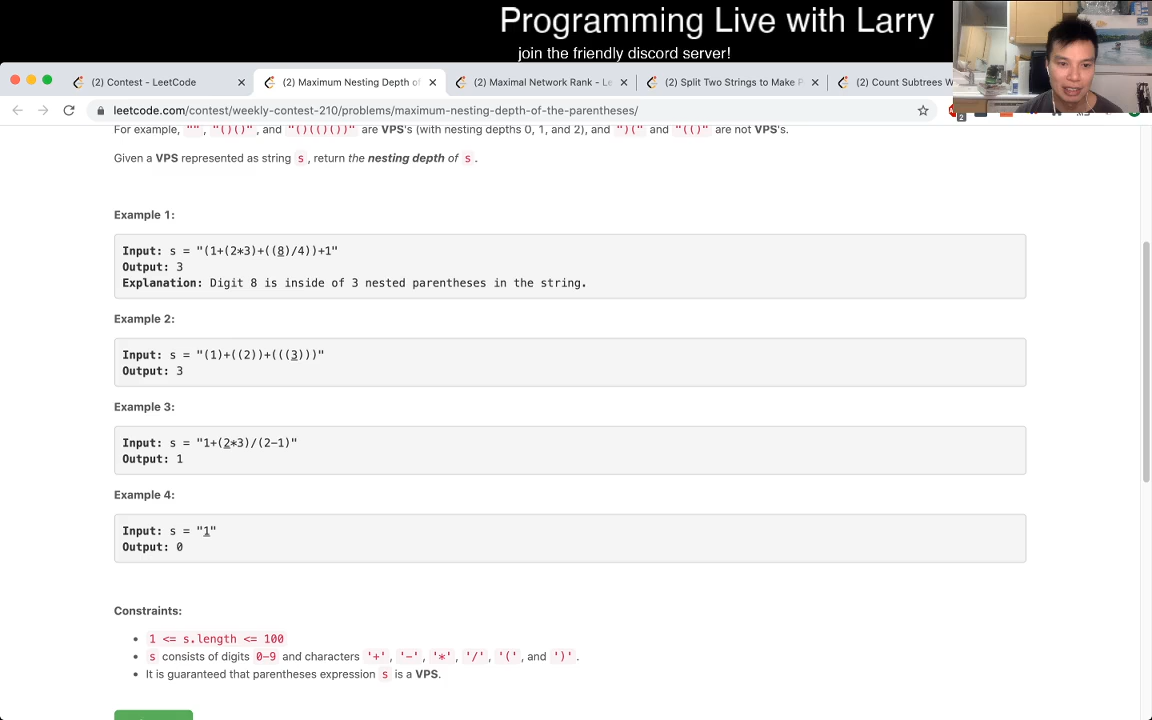 Programming Live with Larry
join the friendly discord server!
(2) Contest - LeetCode
(2) Maximum Nesting Depth of
(2) Maximal Network Rank - Le
(2) Split Two Strings to Make P
(2) Count Subtrees W
leetcode.com/contest/weekly-contest-210/problems/maximum-nesting-depth-of-the-parentheses/
2
For example, "", "()()", and "()(()())" are VPS's (with nesting depths 0, 1, and 2), and ")(" and "(()" are not VPS's.
Given a VPS represented as string s, return the nesting depth of s.
Example 1:
Input: s = "(1+(2*3)+((8)/4))+1"
Output: 3
Explanation: Digit 8 is inside of 3 nested parentheses in the string.
Example 2:
Input: s = "(1)+((2))+(((3)))"
Output: 3
Example 3:
Input: s = "1+(2*3)/(2-1)"
Output: 1
Example 4:
Input: s = "1"
Output: 0
Constraints:
1 <= s.length <= 100
s consists of digits 0-9 and characters '+', '-', '*', '/', '(', and ')'.
It is guaranteed that parentheses expression s is a VPS.